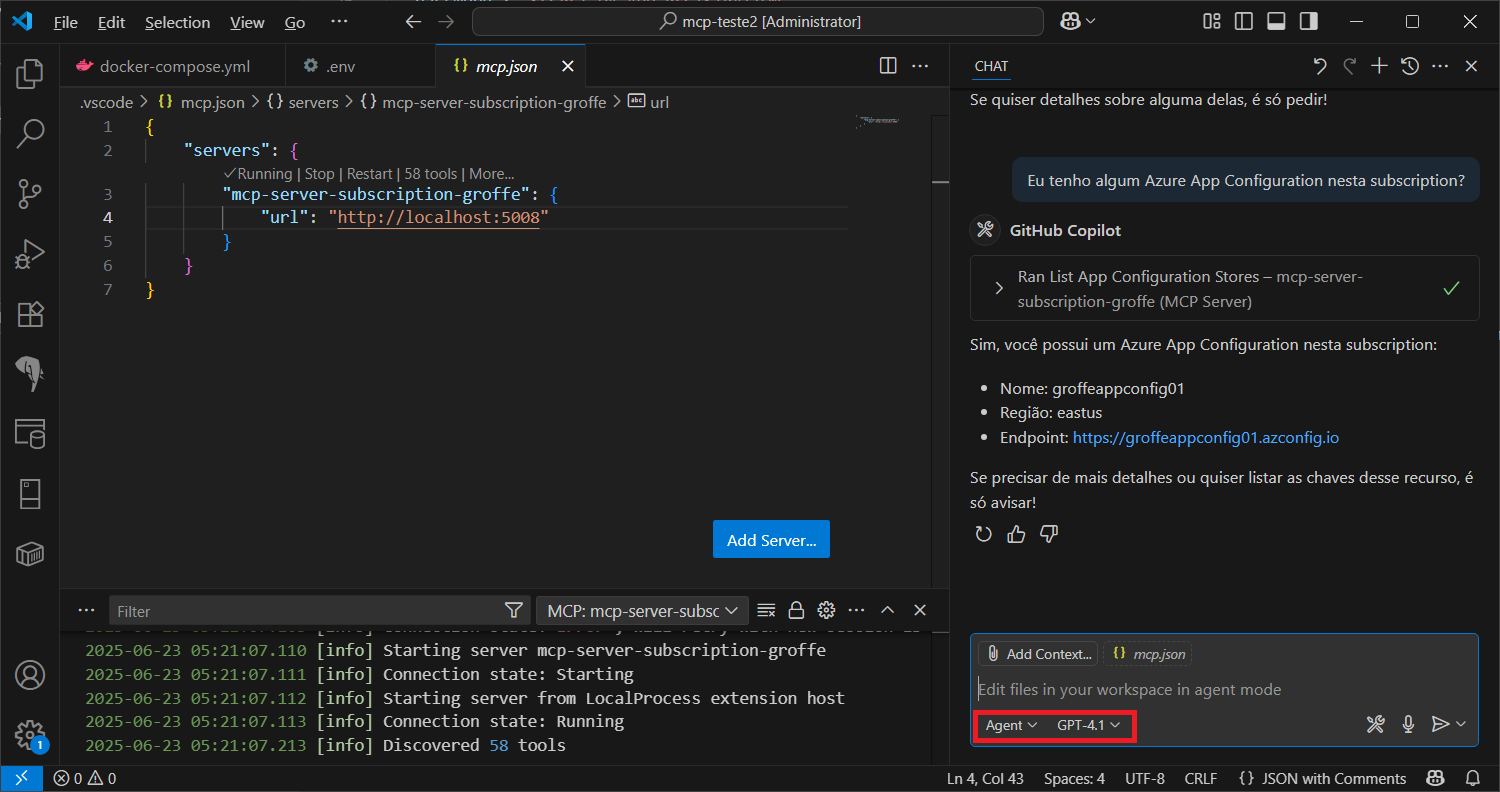 File Edit Selection View Go ··· mcp-teste2 [Administrator]
docker-compose.yml .env {} mcp.json
.vscode > {} mcp.json > {} servers > {} mcp-server-subscription-groffe > abc url
1 {
2 "servers": {
✓Running | Stop | Restart | 58 tools | More...
3 "mcp-server-subscription-groffe": {
4 "url": "http://localhost:5008"
5 }
6 }
7 }
Add Server...
Filter MCP: mcp-server-subsc
2025-06-23 05:21:07.110 [info] Starting server mcp-server-subscription-groffe
2025-06-23 05:21:07.111 [info] Connection state: Starting
2025-06-23 05:21:07.112 [info] Starting server from LocalProcess extension host
2025-06-23 05:21:07.113 [info] Connection state: Running
2025-06-23 05:21:07.213 [info] Discovered 58 tools
CHAT
Se quiser detalhes sobre alguma delas, é só pedir!
Eu tenho algum Azure App Configuration nesta subscription?
GitHub Copilot
Ran List App Configuration Stores – mcp-server-
subscription-groffe (MCP Server)
Sim, você possui um Azure App Configuration nesta subscription:
• Nome: groffeappconfig01
• Região: eastus
• Endpoint: https://groffeappconfig01.azconfig.io
Se precisar de mais detalhes ou quiser listar as chaves desse recurso, é
só avisar!
Add Context... {} mcp.json
Edit files in your workspace in agent mode
Agent GPT-4.1
1
0 0 Ln 4, Col 43 Spaces: 4 UTF-8 CRLF {} JSON with Comments